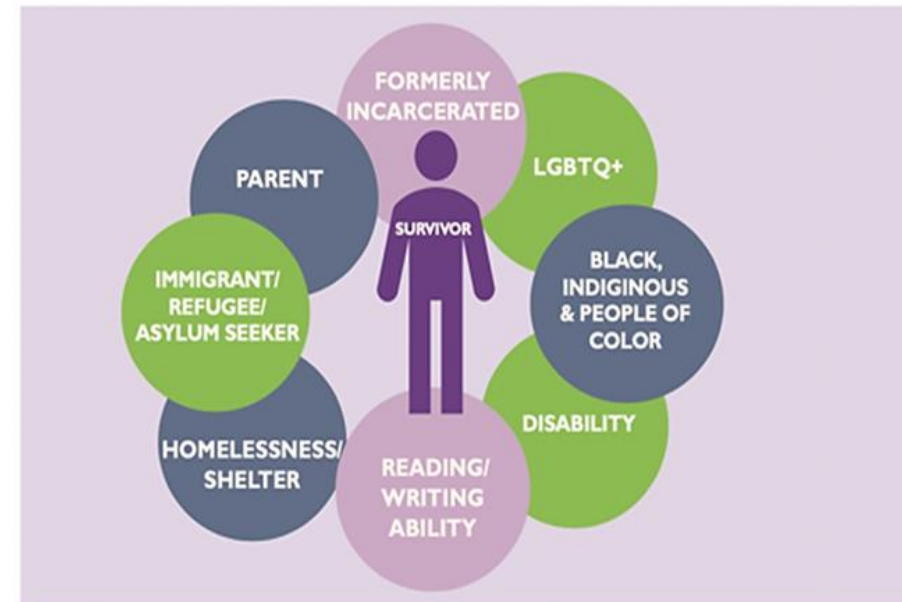 FORMERLY
INCARCERATED
LGBTQ+
PARENT
SURVIVOR
BLACK,
INDIGINOUS
& PEOPLE OF
COLOR
IMMIGRANT/
REFUGEE/
ASYLUM SEEKER
DISABILITY
HOMELESSNESS/
SHELTER
READING/
WRITING
ABILITY